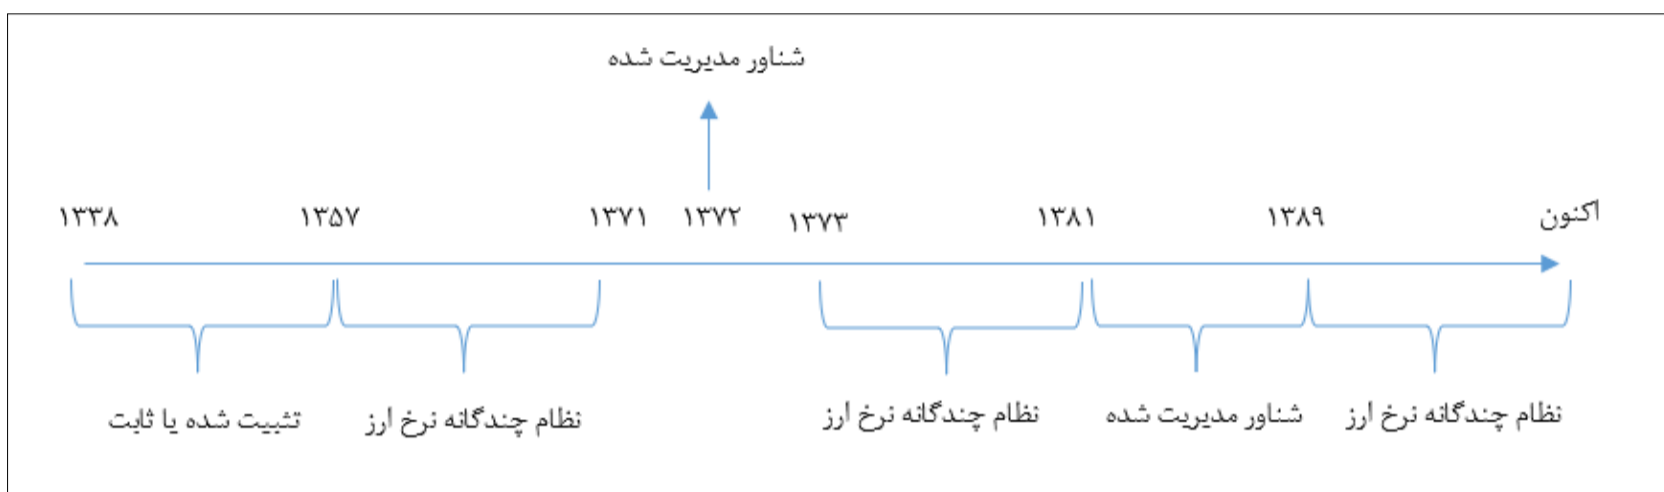 شناور مدیریت شده
۱۳۳۸ ۱۳۵۷ ۱۳۷۱ ۱۳۷۲ ۱۳۷۳ ۱۳۸۱ ۱۳۸۹ اکنون
تثبیت شده یا ثابت نظام چندگانه نرخ ارز نظام چندگانه نرخ ارز شناور مدیریت شده نظام چندگانه نرخ ارز